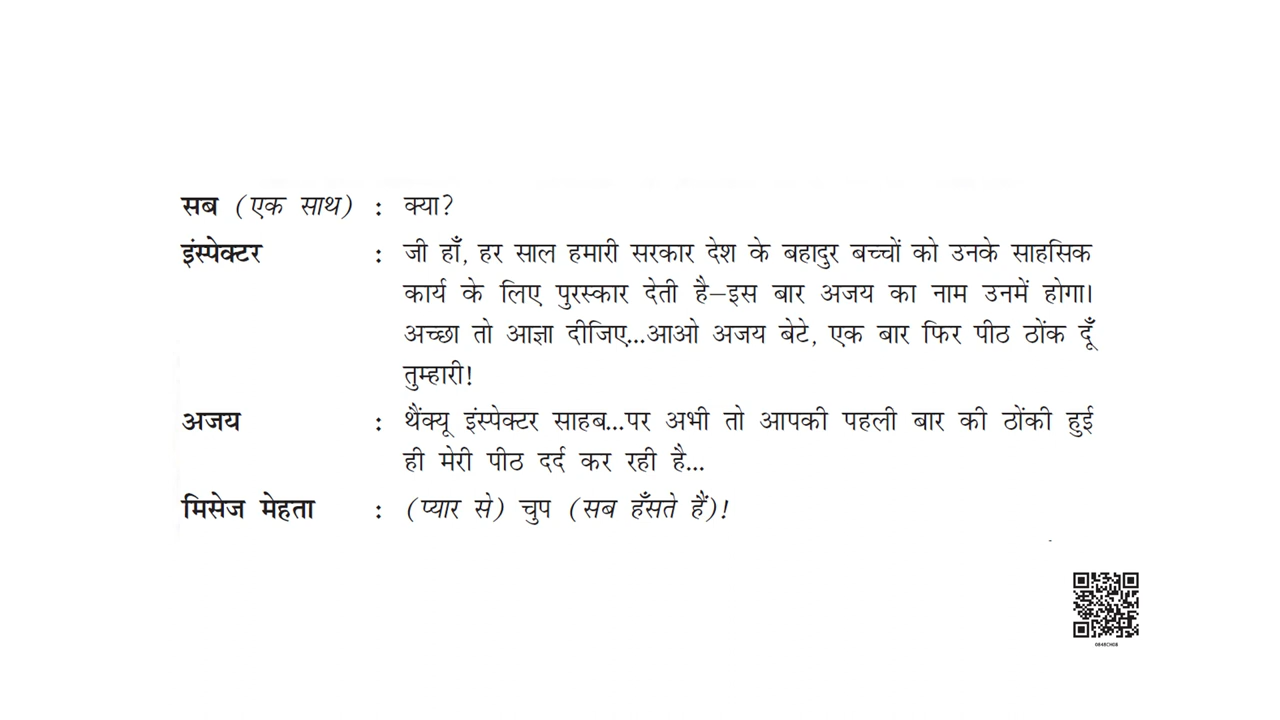 सब (एक साथ) : क्या?
इंस्पेक्टर : जी हाँ, हर साल हमारी सरकार देश के बहादुर बच्चों को उनके साहसिक
कार्य के लिए पुरस्कार देती है–इस बार अजय का नाम उनमें होगा।
अच्छा तो आज्ञा दीजिए...आओ अजय बेटे, एक बार फिर पीठ ठोंक दूँ
तुम्हारी!
अजय : थैंक्यू इंस्पेक्टर साहब...पर अभी तो आपकी पहली बार की ठोंकी हुई
ही मेरी पीठ दर्द कर रही है...
मिसेज मेहता : (प्यार से) चुप (सब हँसते हैं)!
0848CH08